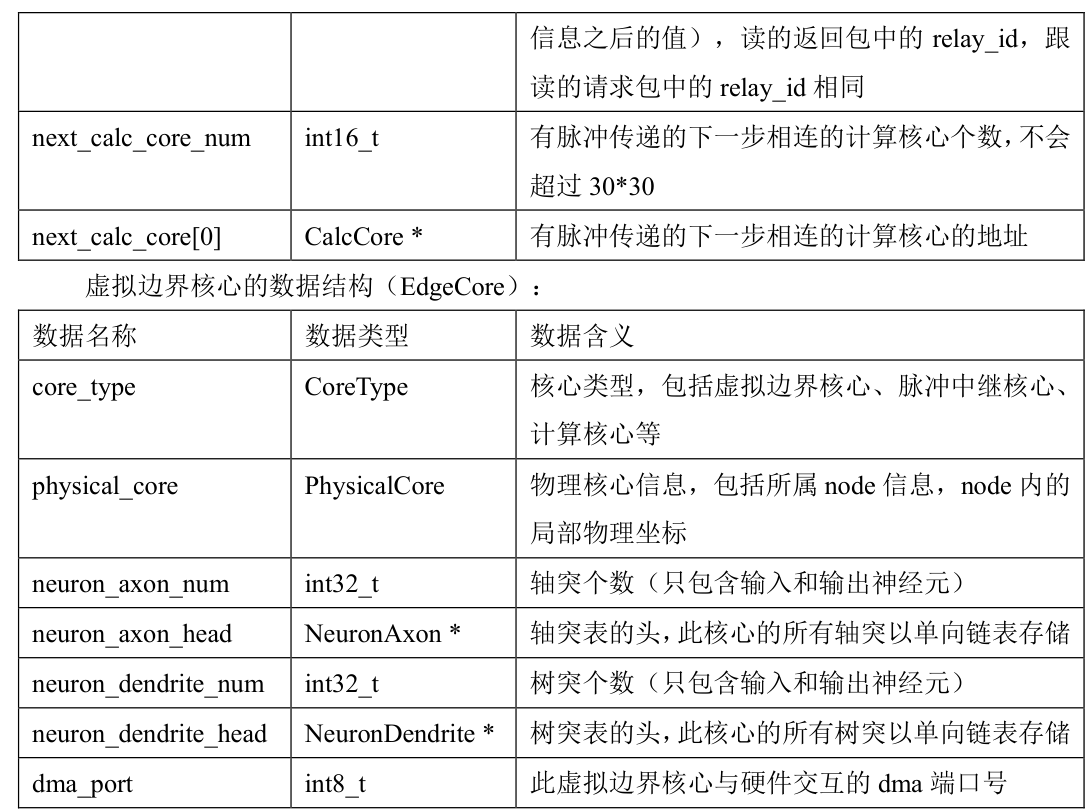 信息之后的值），读的返回包中的 relay_id，跟
读的请求包中的 relay_id 相同
next_calc_core_num int16_t 有脉冲传递的下一步相连的计算核心个数，不会
超过 30*30
next_calc_core[0] CalcCore * 有脉冲传递的下一步相连的计算核心的地址
虚拟边界核心的数据结构（EdgeCore）：
数据名称 数据类型 数据含义
core_type CoreType 核心类型，包括虚拟边界核心、脉冲中继核心、
计算核心等
physical_core PhysicalCore 物理核心信息，包括所属 node 信息，node 内的
局部物理坐标
neuron_axon_num int32_t 轴突个数（只包含输入和输出神经元）
neuron_axon_head NeuronAxon * 轴突表的头，此核心的所有轴突以单向链表存储
neuron_dendrite_num int32_t 树突个数（只包含输入和输出神经元）
neuron_dendrite_head NeuronDendrite * 树突表的头，此核心的所有树突以单向链表存储
dma_port int8_t 此虚拟边界核心与硬件交互的 dma 端口号